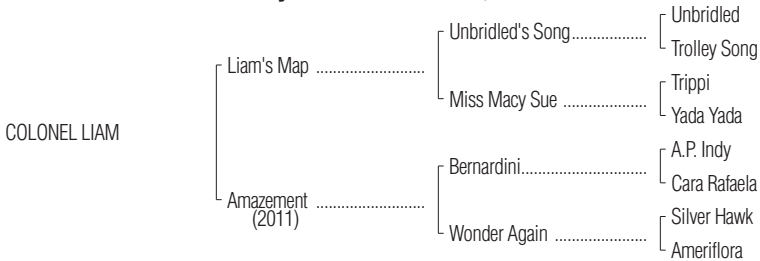 Unbridled
Unbridled's Song..................
Trolley Song
Liam's Map ..........................
Trippi
Miss Macy Sue ....................
Yada Yada
COLONEL LIAM
A.P. Indy
Bernardini..............................
Cara Rafaela
Amazement ..........................
(2011)
Silver Hawk
Wonder Again ......................
Ameriflora